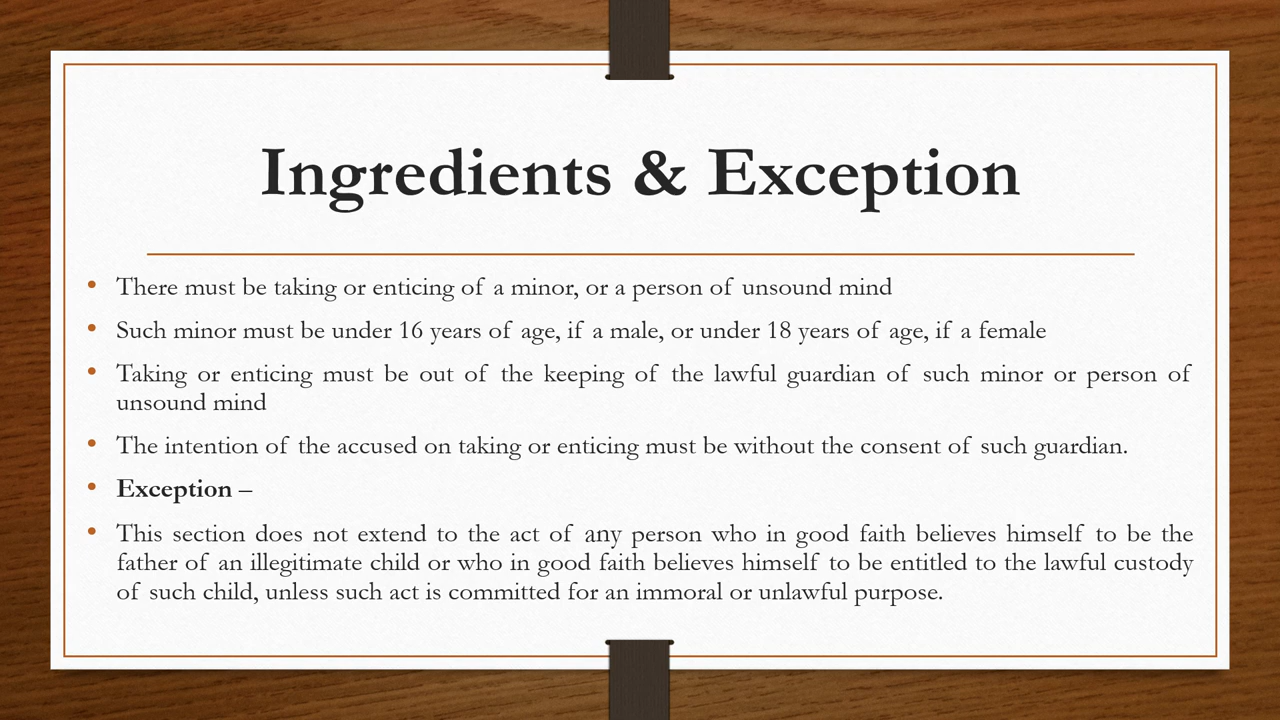 Ingredients & Exception
• There must be taking or enticing of a minor, or a person of unsound mind
• Such minor must be under 16 years of age, if a male, or under 18 years of age, if a female
• Taking or enticing must be out of the keeping of the lawful guardian of such minor or person of
unsound mind
• The intention of the accused on taking or enticing must be without the consent of such guardian.
• Exception –
• This section does not extend to the act of any person who in good faith believes himself to be the
father of an illegitimate child or who in good faith believes himself to be entitled to the lawful custody
of such child, unless such act is committed for an immoral or unlawful purpose.